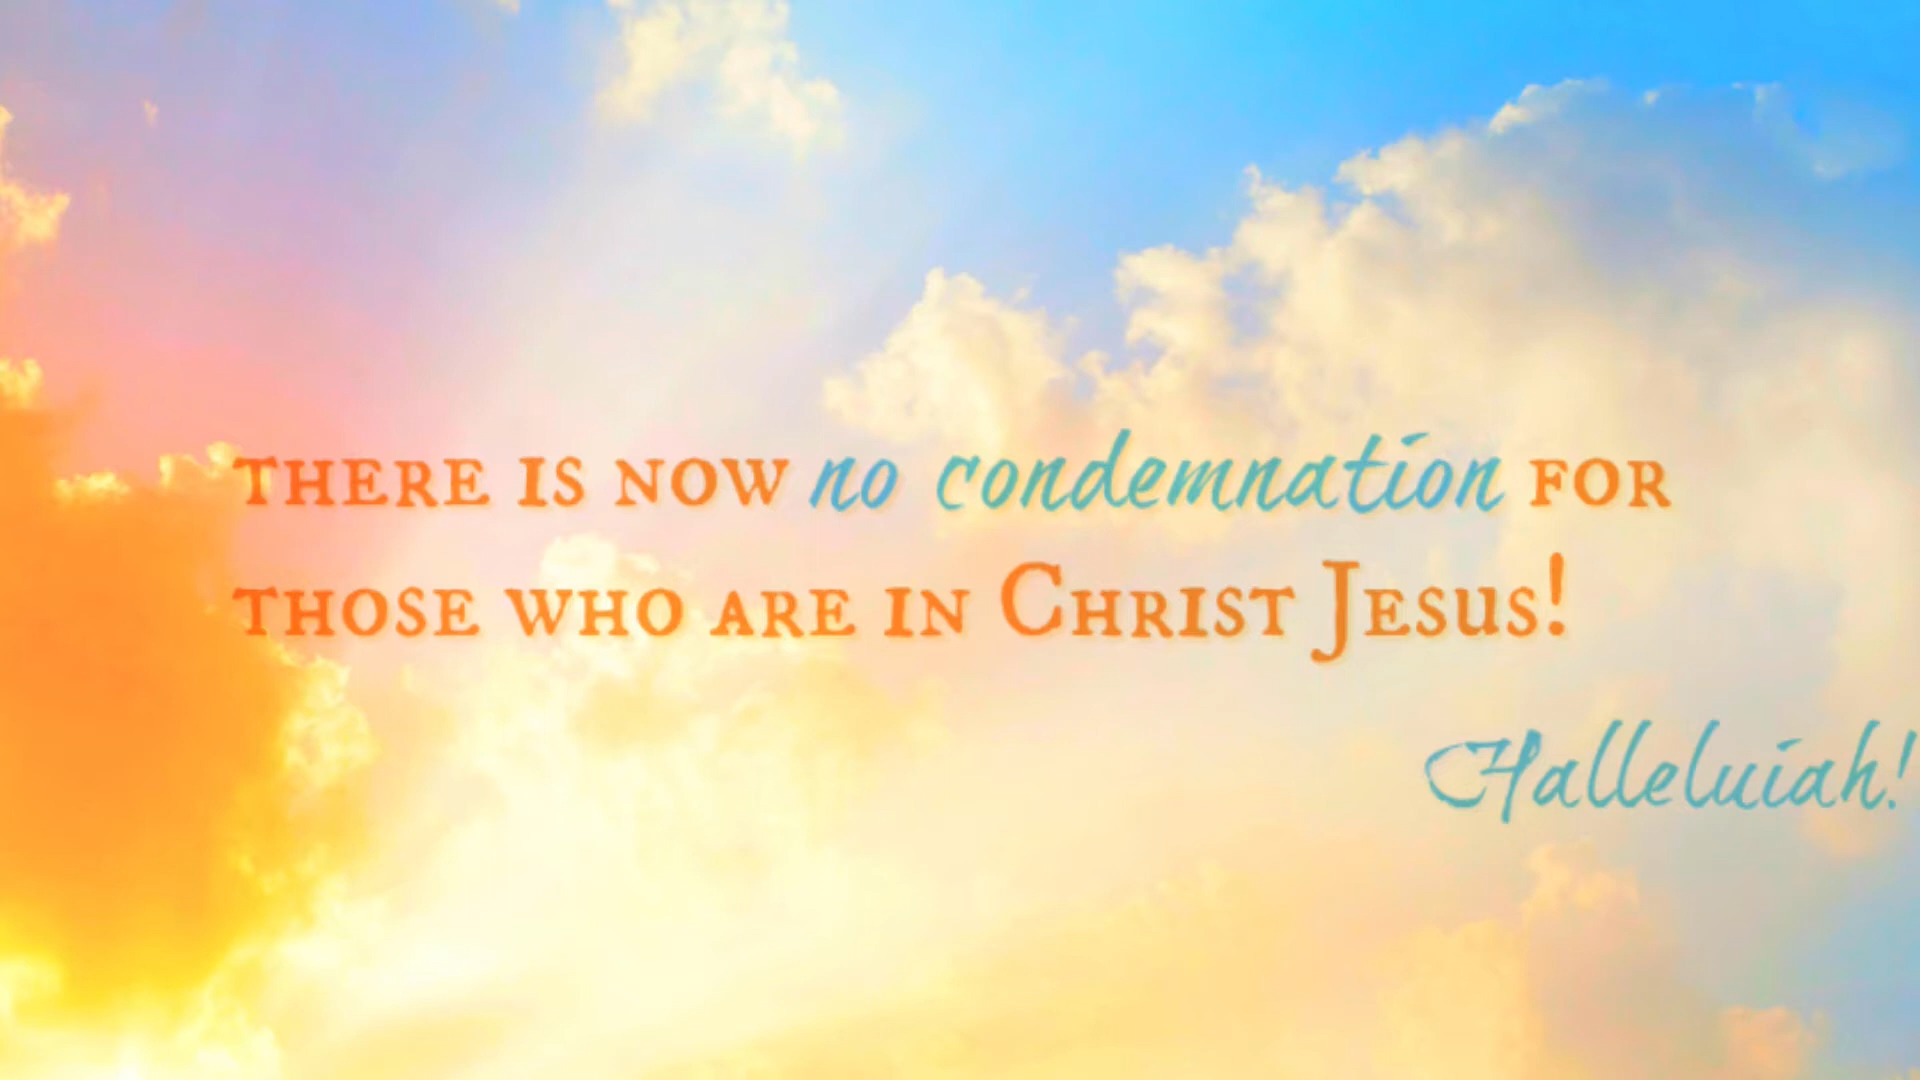 THERE IS NOW no condemnation FOR
THOSE WHO ARE IN CHRIST JESUS!
Halleluiah!